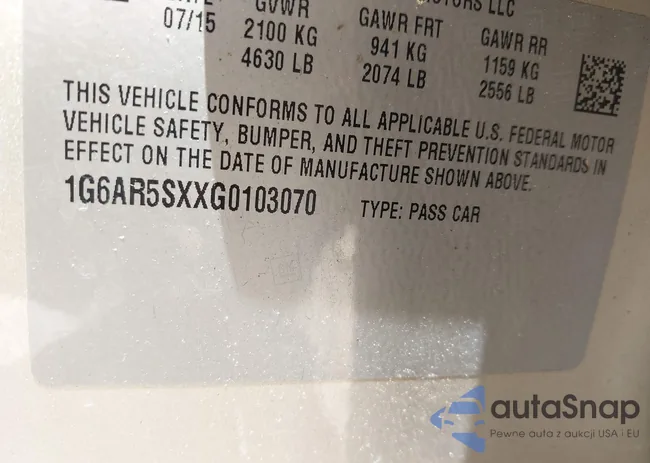 GVWR GAWR FRT GAWR RR
07/15 2100 KG 941 KG 1159 KG
4630 LB 2074 LB 2556 LB
THIS VEHICLE CONFORMS TO ALL APPLICABLE U.S. FEDERAL MOTOR
VEHICLE SAFETY, BUMPER, AND THEFT PREVENTION STANDARDS IN
EFFECT ON THE DATE OF MANUFACTURE SHOWN ABOVE.
1G6AR5SXXG0103070 TYPE: PASS CAR
autaSnap
Pewne auta z aukcji USA i EU